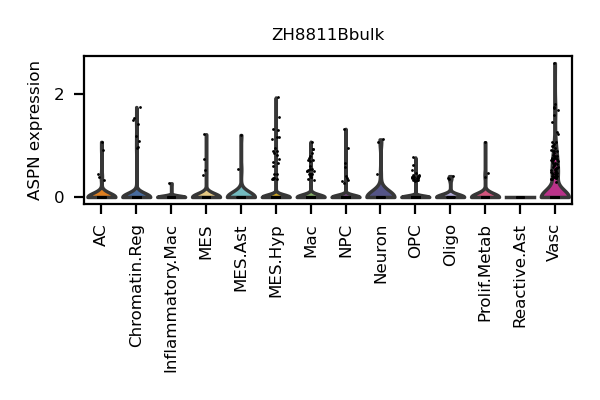 ZH8811Bbulk
ASPN expression
2
0
AC
Chromatin.Reg
Inflammatory.Mac
MES
MES.Ast
MES.Hyp
Mac
NPC
Neuron
OPC
Oligo
Prolif.Metab
Reactive.Ast
Vasc